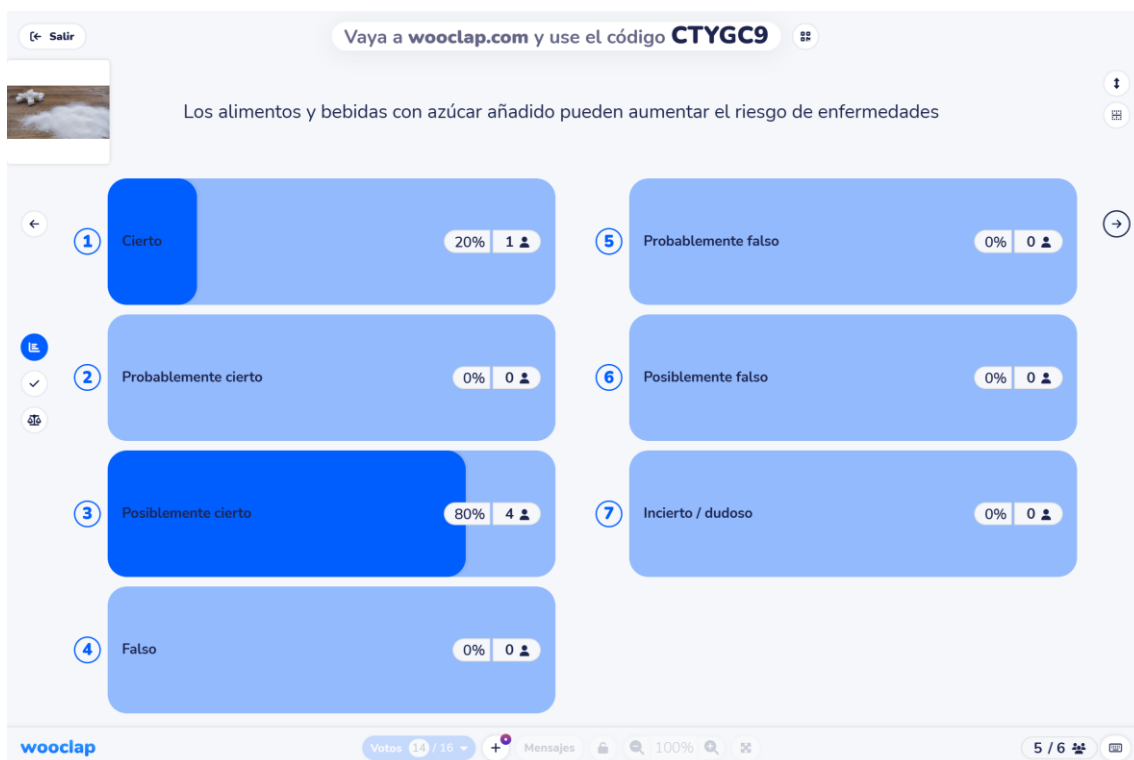 Salir
Vaya a wooclap.com y use el código CTYGC9
Los alimentos y bebidas con azúcar añadido pueden aumentar el riesgo de enfermedades
1 Cierto 20% 1
2 Probablemente cierto 0% 0
3 Posiblemente cierto 80% 4
4 Falso 0% 0
5 Probablemente falso 0% 0
6 Posiblemente falso 0% 0
7 Incierto / dudoso 0% 0
wooclap
Votos 14 / 16
Mensajes
100%
5 / 6